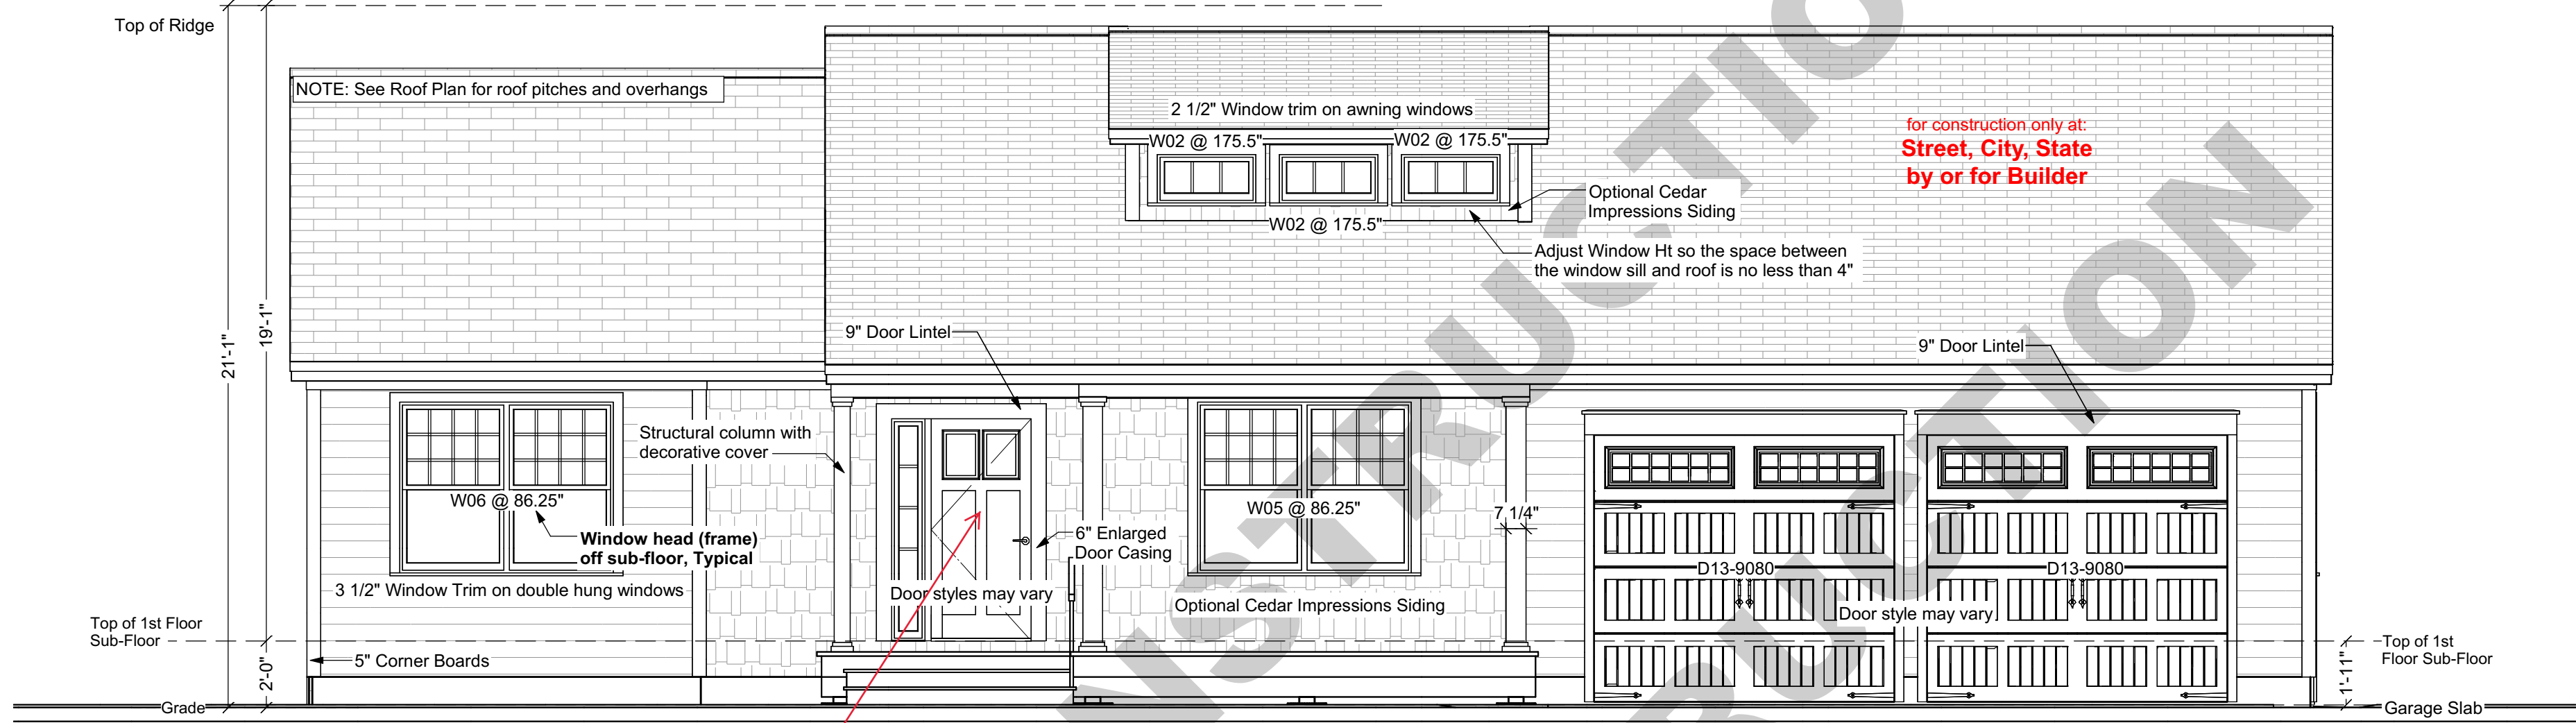 Top of Ridge
NOTE: See Roof Plan for roof pitches and overhangs
2 1/2" Window trim on awning windows
W02 @ 175.5"
W02 @ 175.5"
W02 @ 175.5"
for construction only at:
Street, City, State
by or for Builder
Optional Cedar
Impressions Siding
Adjust Window Ht so the space between
the window sill and roof is no less than 4"
21'-1"
19'-1"
9" Door Lintel
9" Door Lintel
Structural column with
decorative cover
W06 @ 86.25"
Window head (frame)
off sub-floor, Typical
3 1/2" Window Trim on double hung windows
6" Enlarged
Door Casing
W05 @ 86.25"
7 1/4"
Door styles may vary
Optional Cedar Impressions Siding
D13-9080
D13-9080
Door style may vary
Top of 1st Floor
Sub-Floor
5" Corner Boards
2'-0"
Grade
Top of 1st
Floor Sub-Floor
1'-11"
Garage Slab
NSTRUCTIO
RUCTION